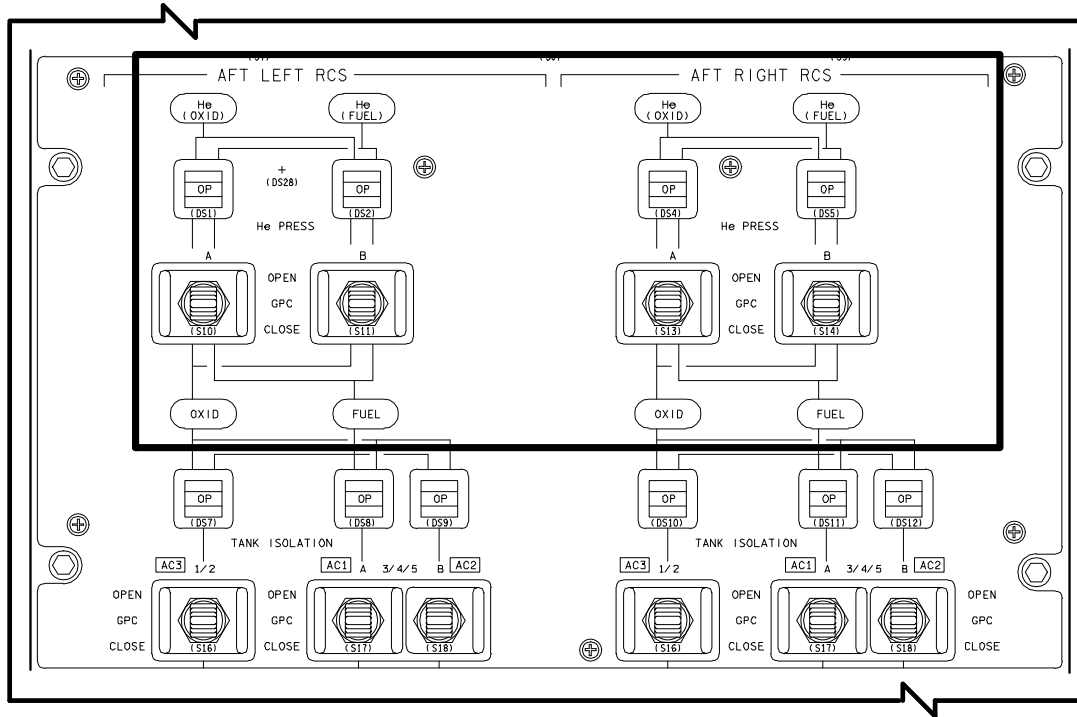 AFT LEFT RCS AFT RIGHT RCS
He He He He
(OXID) (FUEL) (OXID) (FUEL)
+
OP (DS28) OP OP OP
(DS1) (DS2) (DS4) (DS5)
He PRESS He PRESS
A B A B
OPEN OPEN
GPC GPC
(S10) CLOSE (S11) (S13) CLOSE (S14)
OXID FUEL OXID FUEL
OP OP OP OP OP OP
(DS7) (DS8) (DS9) (DS10) (DS11) (DS12)
TANK ISOLATION TANK ISOLATION
AC3 1/2 AC1 A 3/4/5 B AC2 AC3 1/2 AC1 A 3/4/5 B AC2
OPEN OPEN OPEN OPEN
GPC GPC GPC GPC
CLOSE (S16) CLOSE (S17) (S18) (S16) CLOSE (S17) (S18) CLOSE